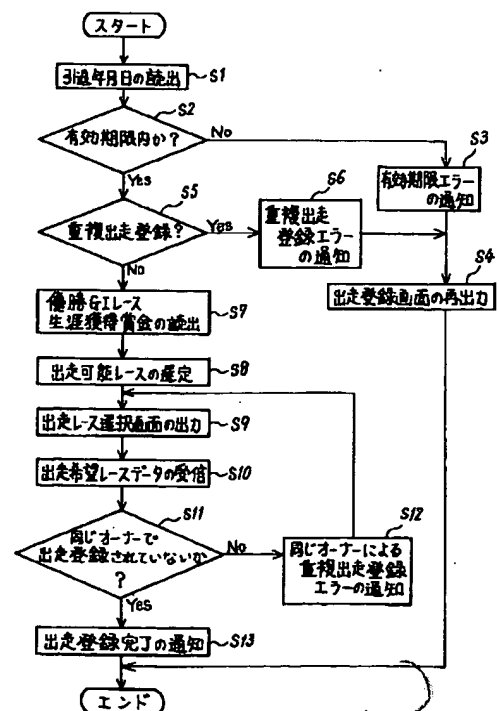 スタート
引退年月日の読出
S1
S2
有効期限内か?
No
S3
有効期限エラー
の通知
Yes
S5
重複出走登録?
Yes
S6
重複出走
登録エラー
の通知
S4
出走登録画面の再出力
No
優勝GIレース
生涯獲得賞金の読出
S7
出走可能レースの選定
S8
出走レース選択画面の出力
S9
出走希望レースデータの受信
S10
S11
同じオーナーで
出走登録されていないか
?
No
S12
同じオーナーによる
重複出走登録
エラーの通知
Yes
出走登録完了の通知
S13
エンド